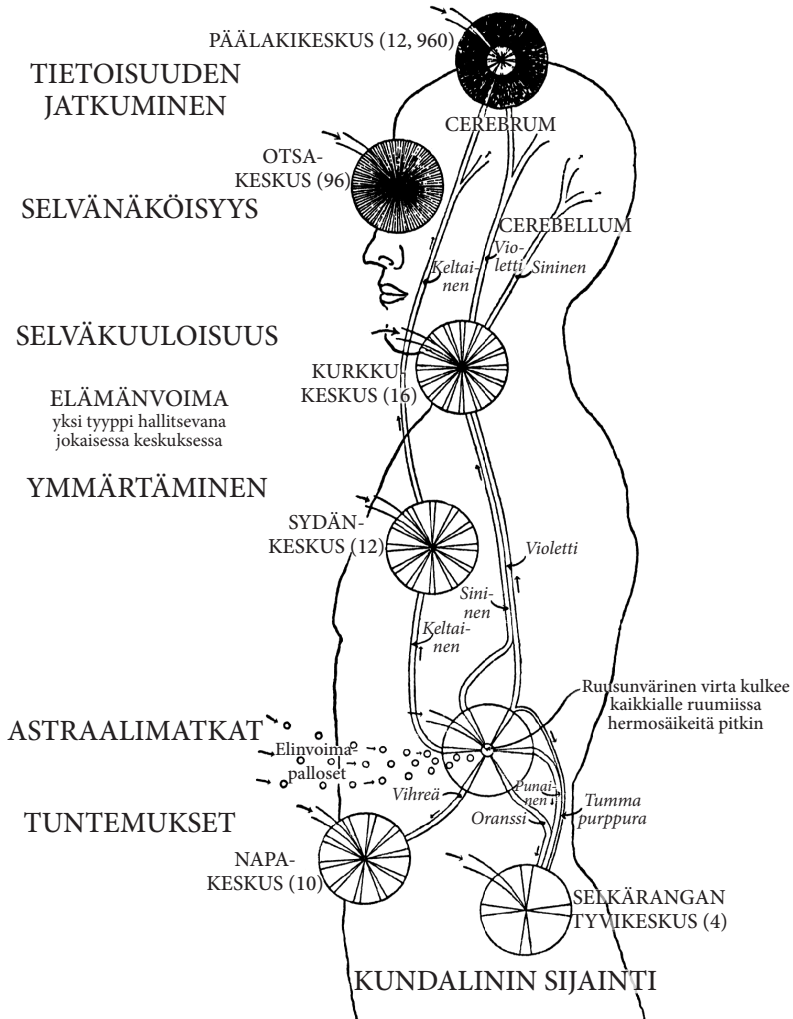 PÄÄLAKIKESKUS (12, 960)
TIETOISUUDEN
JATKUMINEN
CEREBRUM
OTSA-
KESKUS (96)
SELVÄNÄKÖISYYS
CEREBELLUM
Keltai-
nen
Vio-
letti
Sininen
SELVÄKUULOISUUS
KURKKU-
KESKUS (16)
ELÄMÄNVOIMA
yksi tyyppi hallitsevana
jokaisessa keskuksessa
YMMÄRTÄMINEN
SYDÄN-
KESKUS (12)
Violetti
Sini-
nen
Keltai-
nen
Ruusunvärinen virta kulkee
kaikkialle ruumiissa
hermosäikeitä pitkin
ASTRAALIMATKAT
Elinvoima-
palloset
Vihreä
Punai-
nen
Oranssi
Tumma
purppura
TUNTEMUKSET
NAPA-
KESKUS (10)
SELKÄRANGAN
TYVIKESKUS (4)
KUNDALININ SIJAINTI